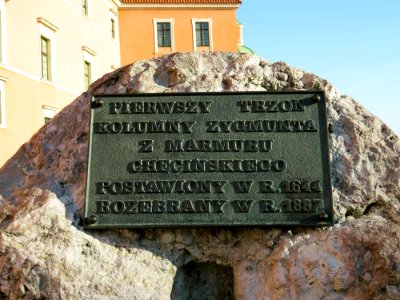 PIERWSZY TRZON
KOLUMNY ZYGMUNTA
Z MARMURU
CHĘCIŃSKIEGO
POSTAWIONY W R. 1644
ROZEBRANY W R. 1887